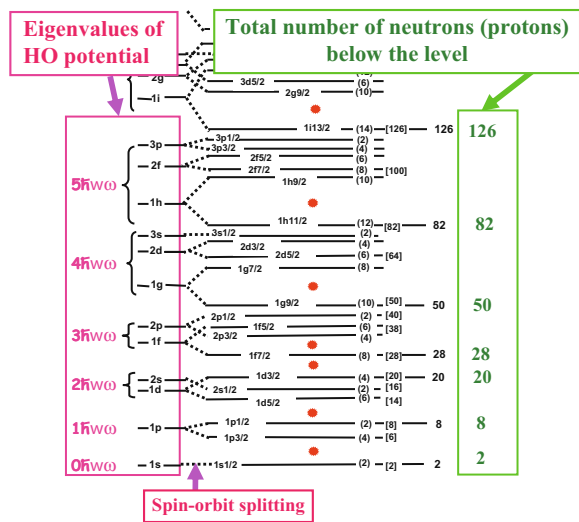 Eigenvalues of
HO potential
Total number of neutrons (protons)
below the level
2g
3d5/2 (6)
2g9/2 (10)
1i
1i13/2 (14) [126] 126 126
3p 3p1/2 (2)
3p3/2 (4)
2f 2f5/2 (6)
5ħwω 2f7/2 (8) [100]
1h9/2 (10)
1h
1h11/2 (12) [82] 82 82
3s 3s1/2 (2)
2d 2d3/2 (4)
4ħwω 2d5/2 (6) [64]
1g7/2 (8)
1g
1g9/2 (10) [50] 50 50
2p1/2 (2) [40]
2p 1f5/2 (6) [38]
3ħwω 2p3/2 (4)
1f
1f7/2 (8) [28] 28 28
2s 1d3/2 (4) [20] 20 20
2ħwω 1d 2s1/2 (2) [16]
1d5/2 (6) [14]
1p1/2 (2) [8] 8 8
1ħwω 1p
1p3/2 (4) [6]
0ħwω 1s 1s1/2 (2) [2] 2 2
Spin-orbit splitting